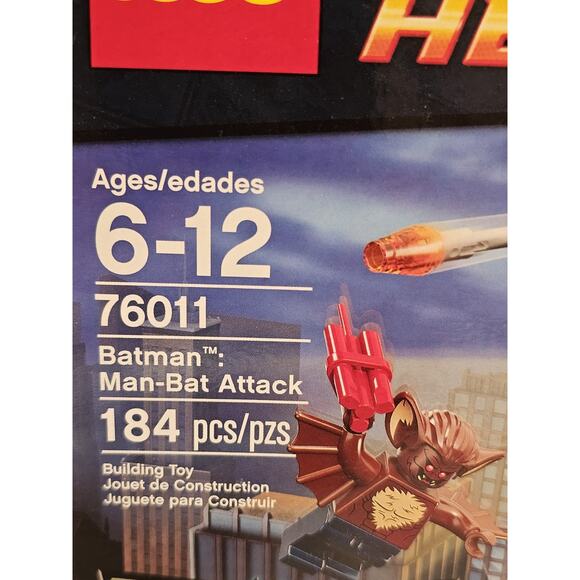 Ages/edades
6-12
76011
Batman™:
Man-Bat Attack
184 pcs/pzs
Building Toy
Jouet de Construction
Juguete para Construir